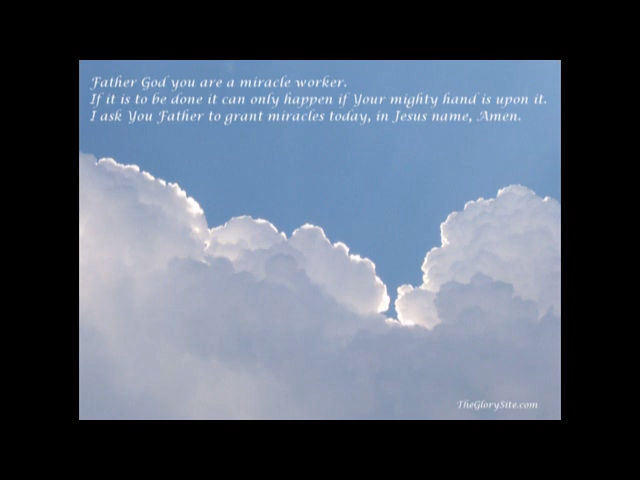 Father God you are a miracle worker.
If it is to be done it can only happen if Your mighty hand is upon it.
I ask You Father to grant miracles today, in Jesus name, Amen.
TheGlorySite.com